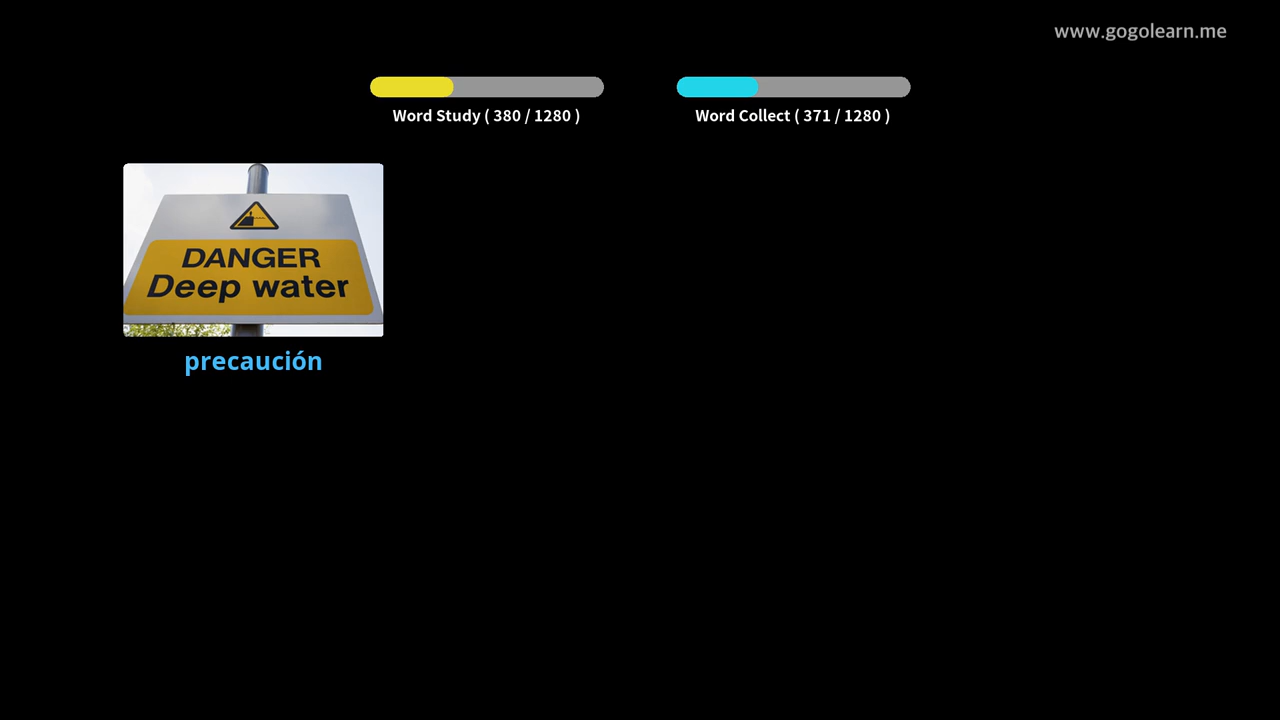 www.gogolearn.me
Word Study ( 380 / 1280 )
Word Collect ( 371 / 1280 )
DANGER
Deep water
precaución